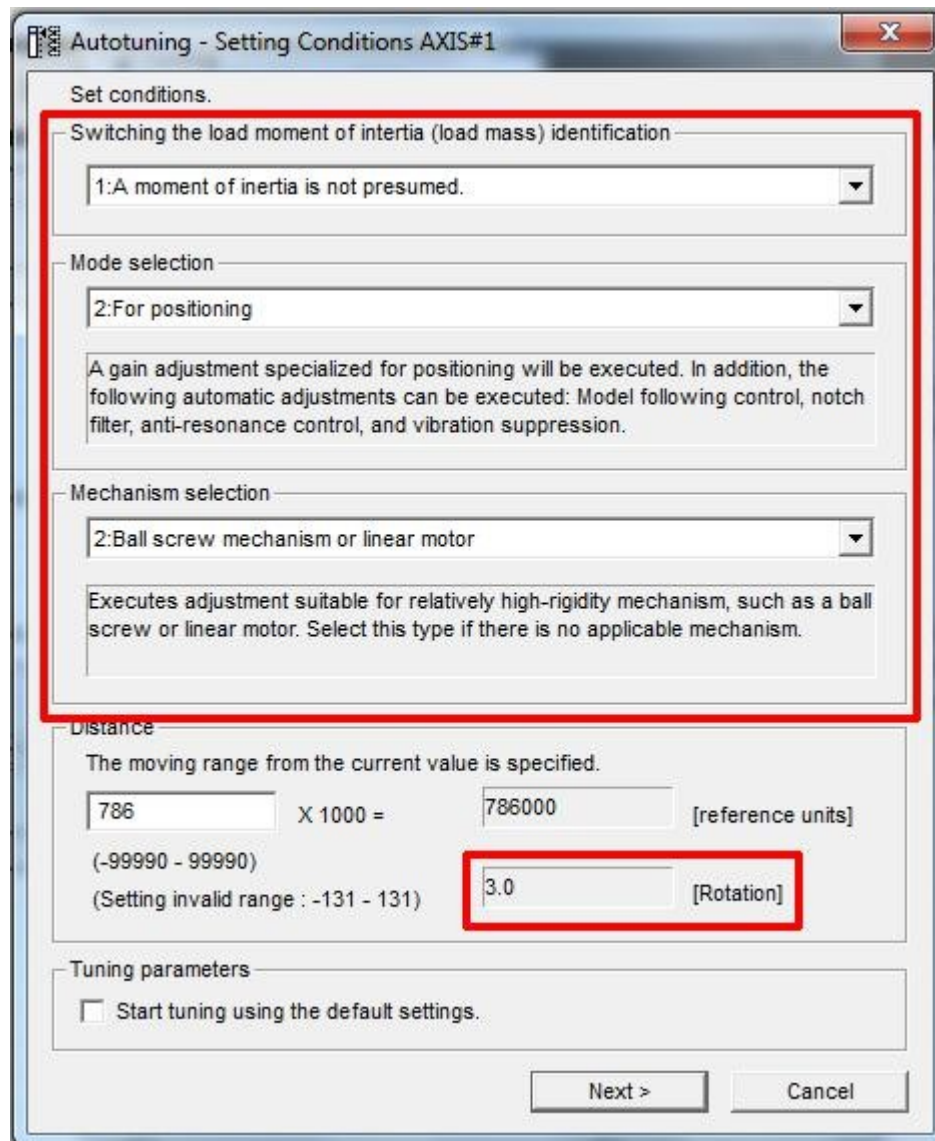 Autotuning - Setting Conditions AXIS#1
Set conditions.
Switching the load moment of intertia (load mass) identification
1:A moment of inertia is not presumed.
Mode selection
2:For positioning
A gain adjustment specialized for positioning will be executed. In addition, the
following automatic adjustments can be executed: Model following control, notch
filter, anti-resonance control, and vibration suppression.
Mechanism selection
2:Ball screw mechanism or linear motor
Executes adjustment suitable for relatively high-rigidity mechanism, such as a ball
screw or linear motor. Select this type if there is no applicable mechanism.
Distance
The moving range from the current value is specified.
786 X 1000 = 786000 [reference units]
(-99990 - 99990)
(Setting invalid range : -131 - 131) 3.0 [Rotation]
Tuning parameters
Start tuning using the default settings.
Next > Cancel